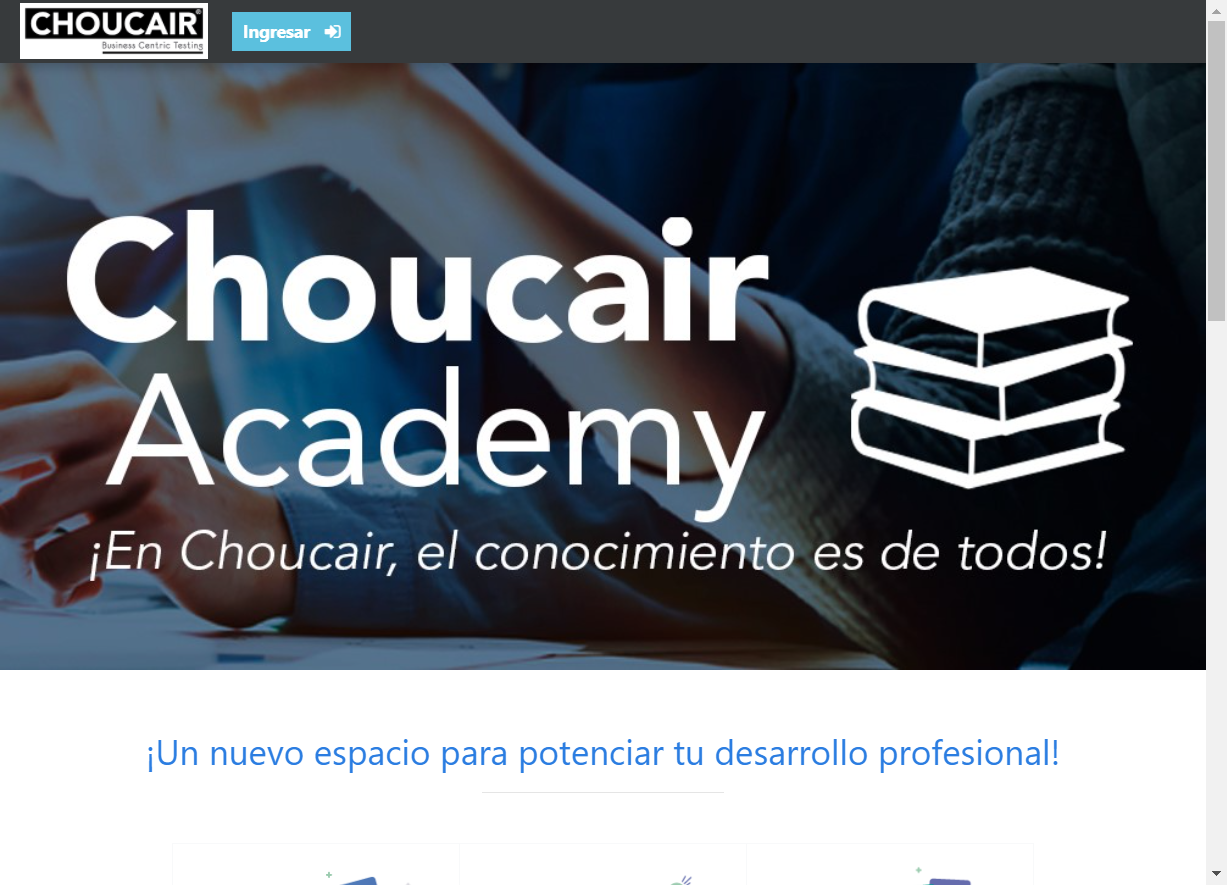 CHOUCAIR®
Business Centric Testing
Ingresar
Choucair
Academy
¡En Choucair, el conocimiento es de todos!
¡Un nuevo espacio para potenciar tu desarrollo profesional!